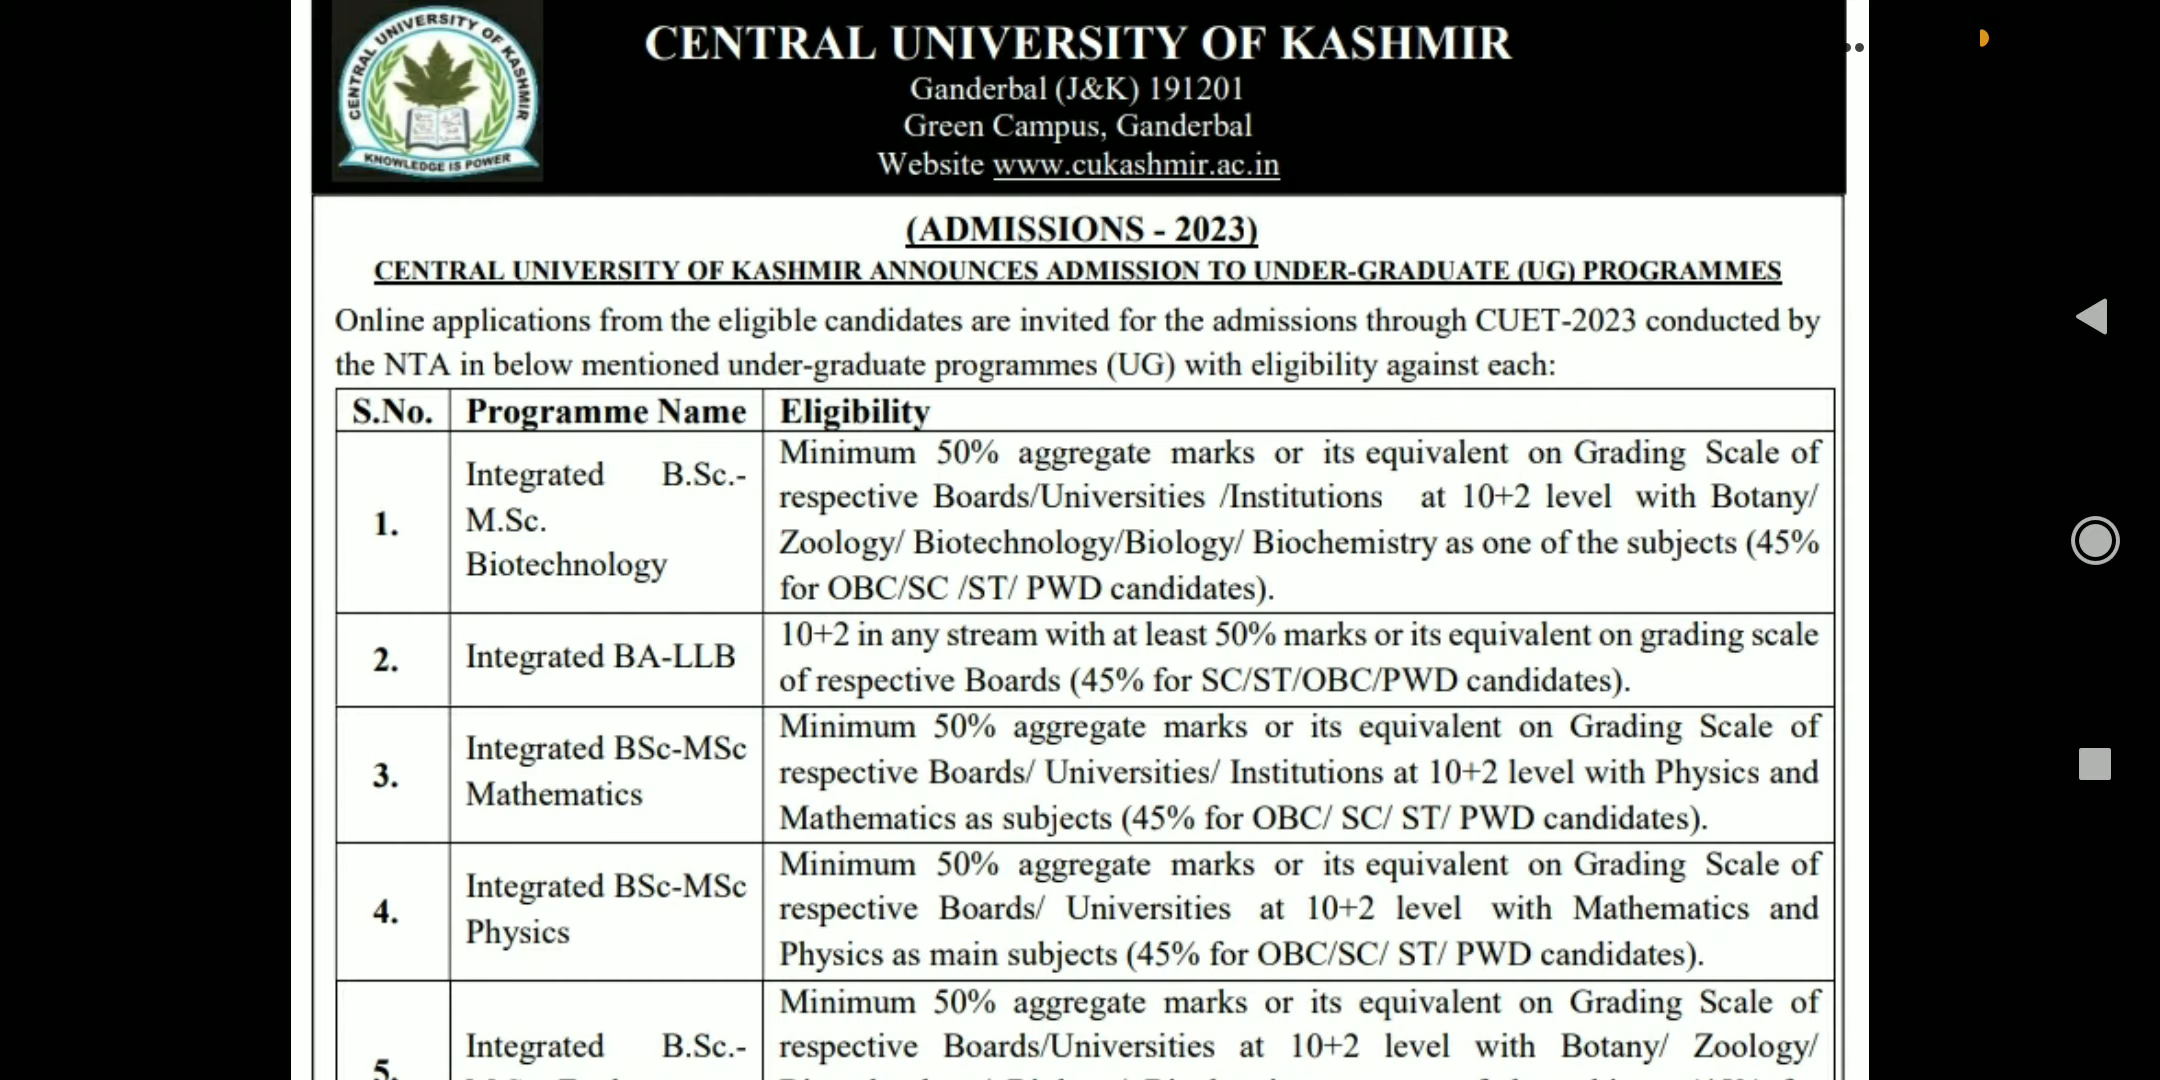 CENTRAL UNIVERSITY OF KASHMIR
KNOWLEDGE IS POWER
CENTRAL UNIVERSITY OF KASHMIR
Ganderbal (J&K) 191201
Green Campus, Ganderbal
Website www.cukashmir.ac.in
(ADMISSIONS - 2023)
CENTRAL UNIVERSITY OF KASHMIR ANNOUNCES ADMISSION TO UNDER-GRADUATE (UG) PROGRAMMES
Online applications from the eligible candidates are invited for the admissions through CUET-2023 conducted by
the NTA in below mentioned under-graduate programmes (UG) with eligibility against each:
S.No. Programme Name Eligibility
1.
Integrated B.Sc.-
M.Sc.
Biotechnology
Minimum 50% aggregate marks or its equivalent on Grading Scale of
respective Boards/Universities /Institutions at 10+2 level with Botany/
Zoology/ Biotechnology/Biology/ Biochemistry as one of the subjects (45%
for OBC/SC /ST/ PWD candidates).
2.
Integrated BA-LLB
10+2 in any stream with at least 50% marks or its equivalent on grading scale
of respective Boards (45% for SC/ST/OBC/PWD candidates).
3.
Integrated BSc-MSc
Mathematics
Minimum 50% aggregate marks or its equivalent on Grading Scale of
respective Boards/ Universities/ Institutions at 10+2 level with Physics and
Mathematics as subjects (45% for OBC/ SC/ ST/ PWD candidates).
4.
Integrated BSc-MSc
Physics
Minimum 50% aggregate marks or its equivalent on Grading Scale of
respective Boards/ Universities at 10+2 level with Mathematics and
Physics as main subjects (45% for OBC/SC/ ST/ PWD candidates).
5.
Integrated B.Sc.-
Minimum 50% aggregate marks or its equivalent on Grading Scale of
respective Boards/Universities at 10+2 level with Botany/ Zoology/